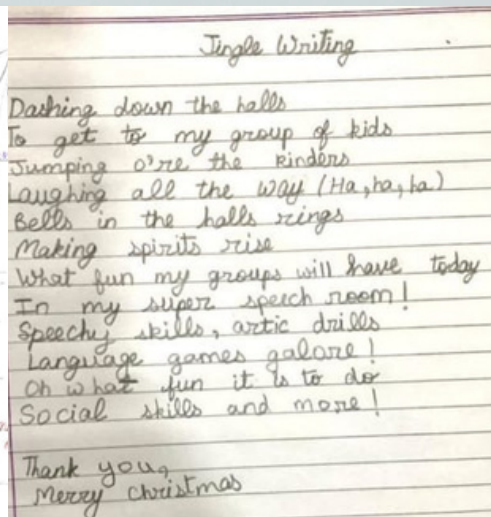 Jingle Writing
Dashing down the halls
To get to my group of kids
Jumping o're the kinders
Laughing all the way (Ha, ha, ha)
Bells in the halls rings
Making spirits rise
What fun my groups will have today
In my super speech room!
Speechy skills, artic drills
Language games galore!
Oh what fun it is to do
Social skills and more!
Thank you,
Merry Christmas